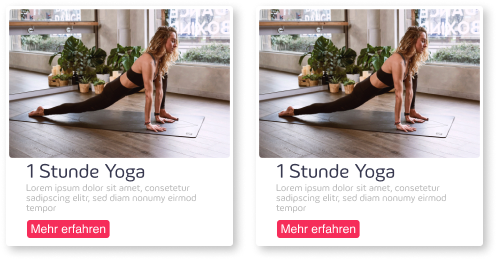 1 Stunde Yoga
Lorem ipsum dolor sit amet, consetetur
sadipscing elitr, sed diam nonumy eirmod
tempor
Mehr erfahren
1 Stunde Yoga
Lorem ipsum dolor sit amet, consetetur
sadipscing elitr, sed diam nonumy eirmod
tempor
Mehr erfahren